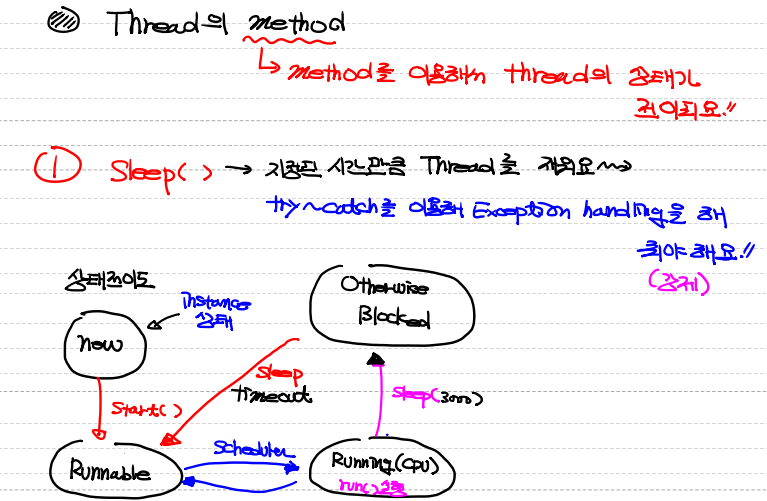 Thread의 method
method를 이용해서 thread의 상태가
전이되요.!!
1 Sleep( ) → 지정된 시간만큼 Thread를 재워요 ~→
try~catch를 이용해 Exception handling을 해
줘야 해요.!!
(강제)
상태전이도
instance
상태
new
Otherwise
Blocked
sleep
timeout
sleep(3000)
start( )
Scheduler
Runnable
Running(CPU)
run( )